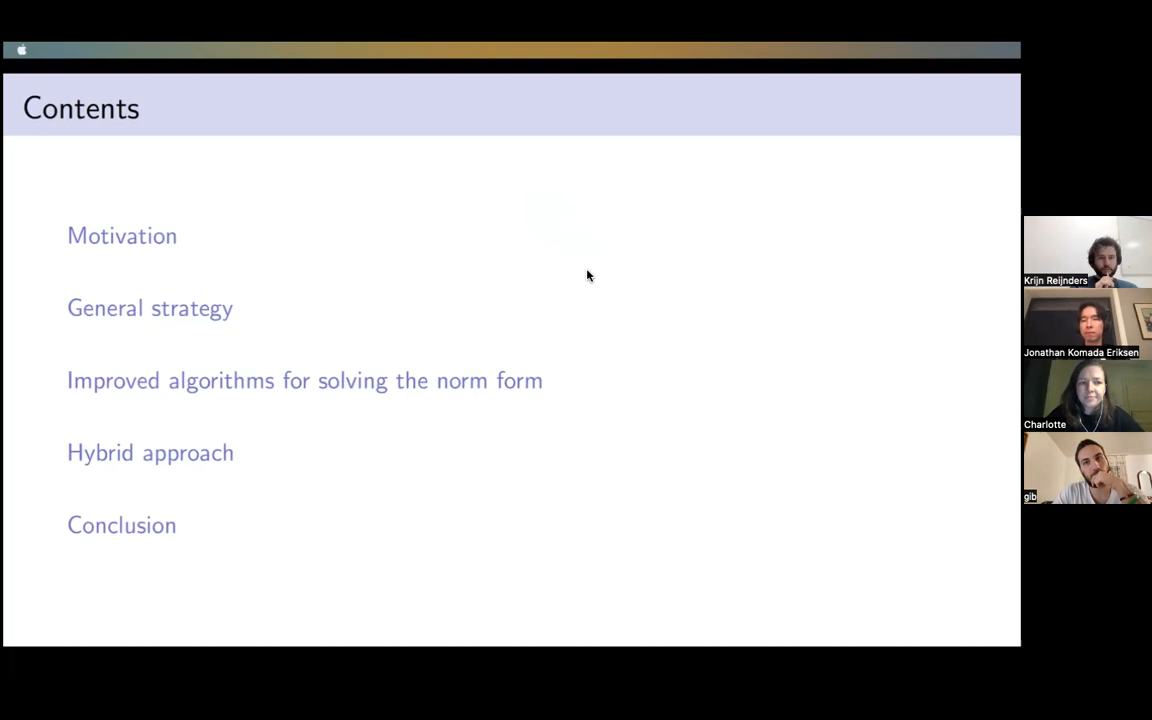 Contents
Motivation
General strategy
Improved algorithms for solving the norm form
Hybrid approach
Conclusion
Krijn Reijnders
Jonathan Komada Eriksen
Charlotte
gib